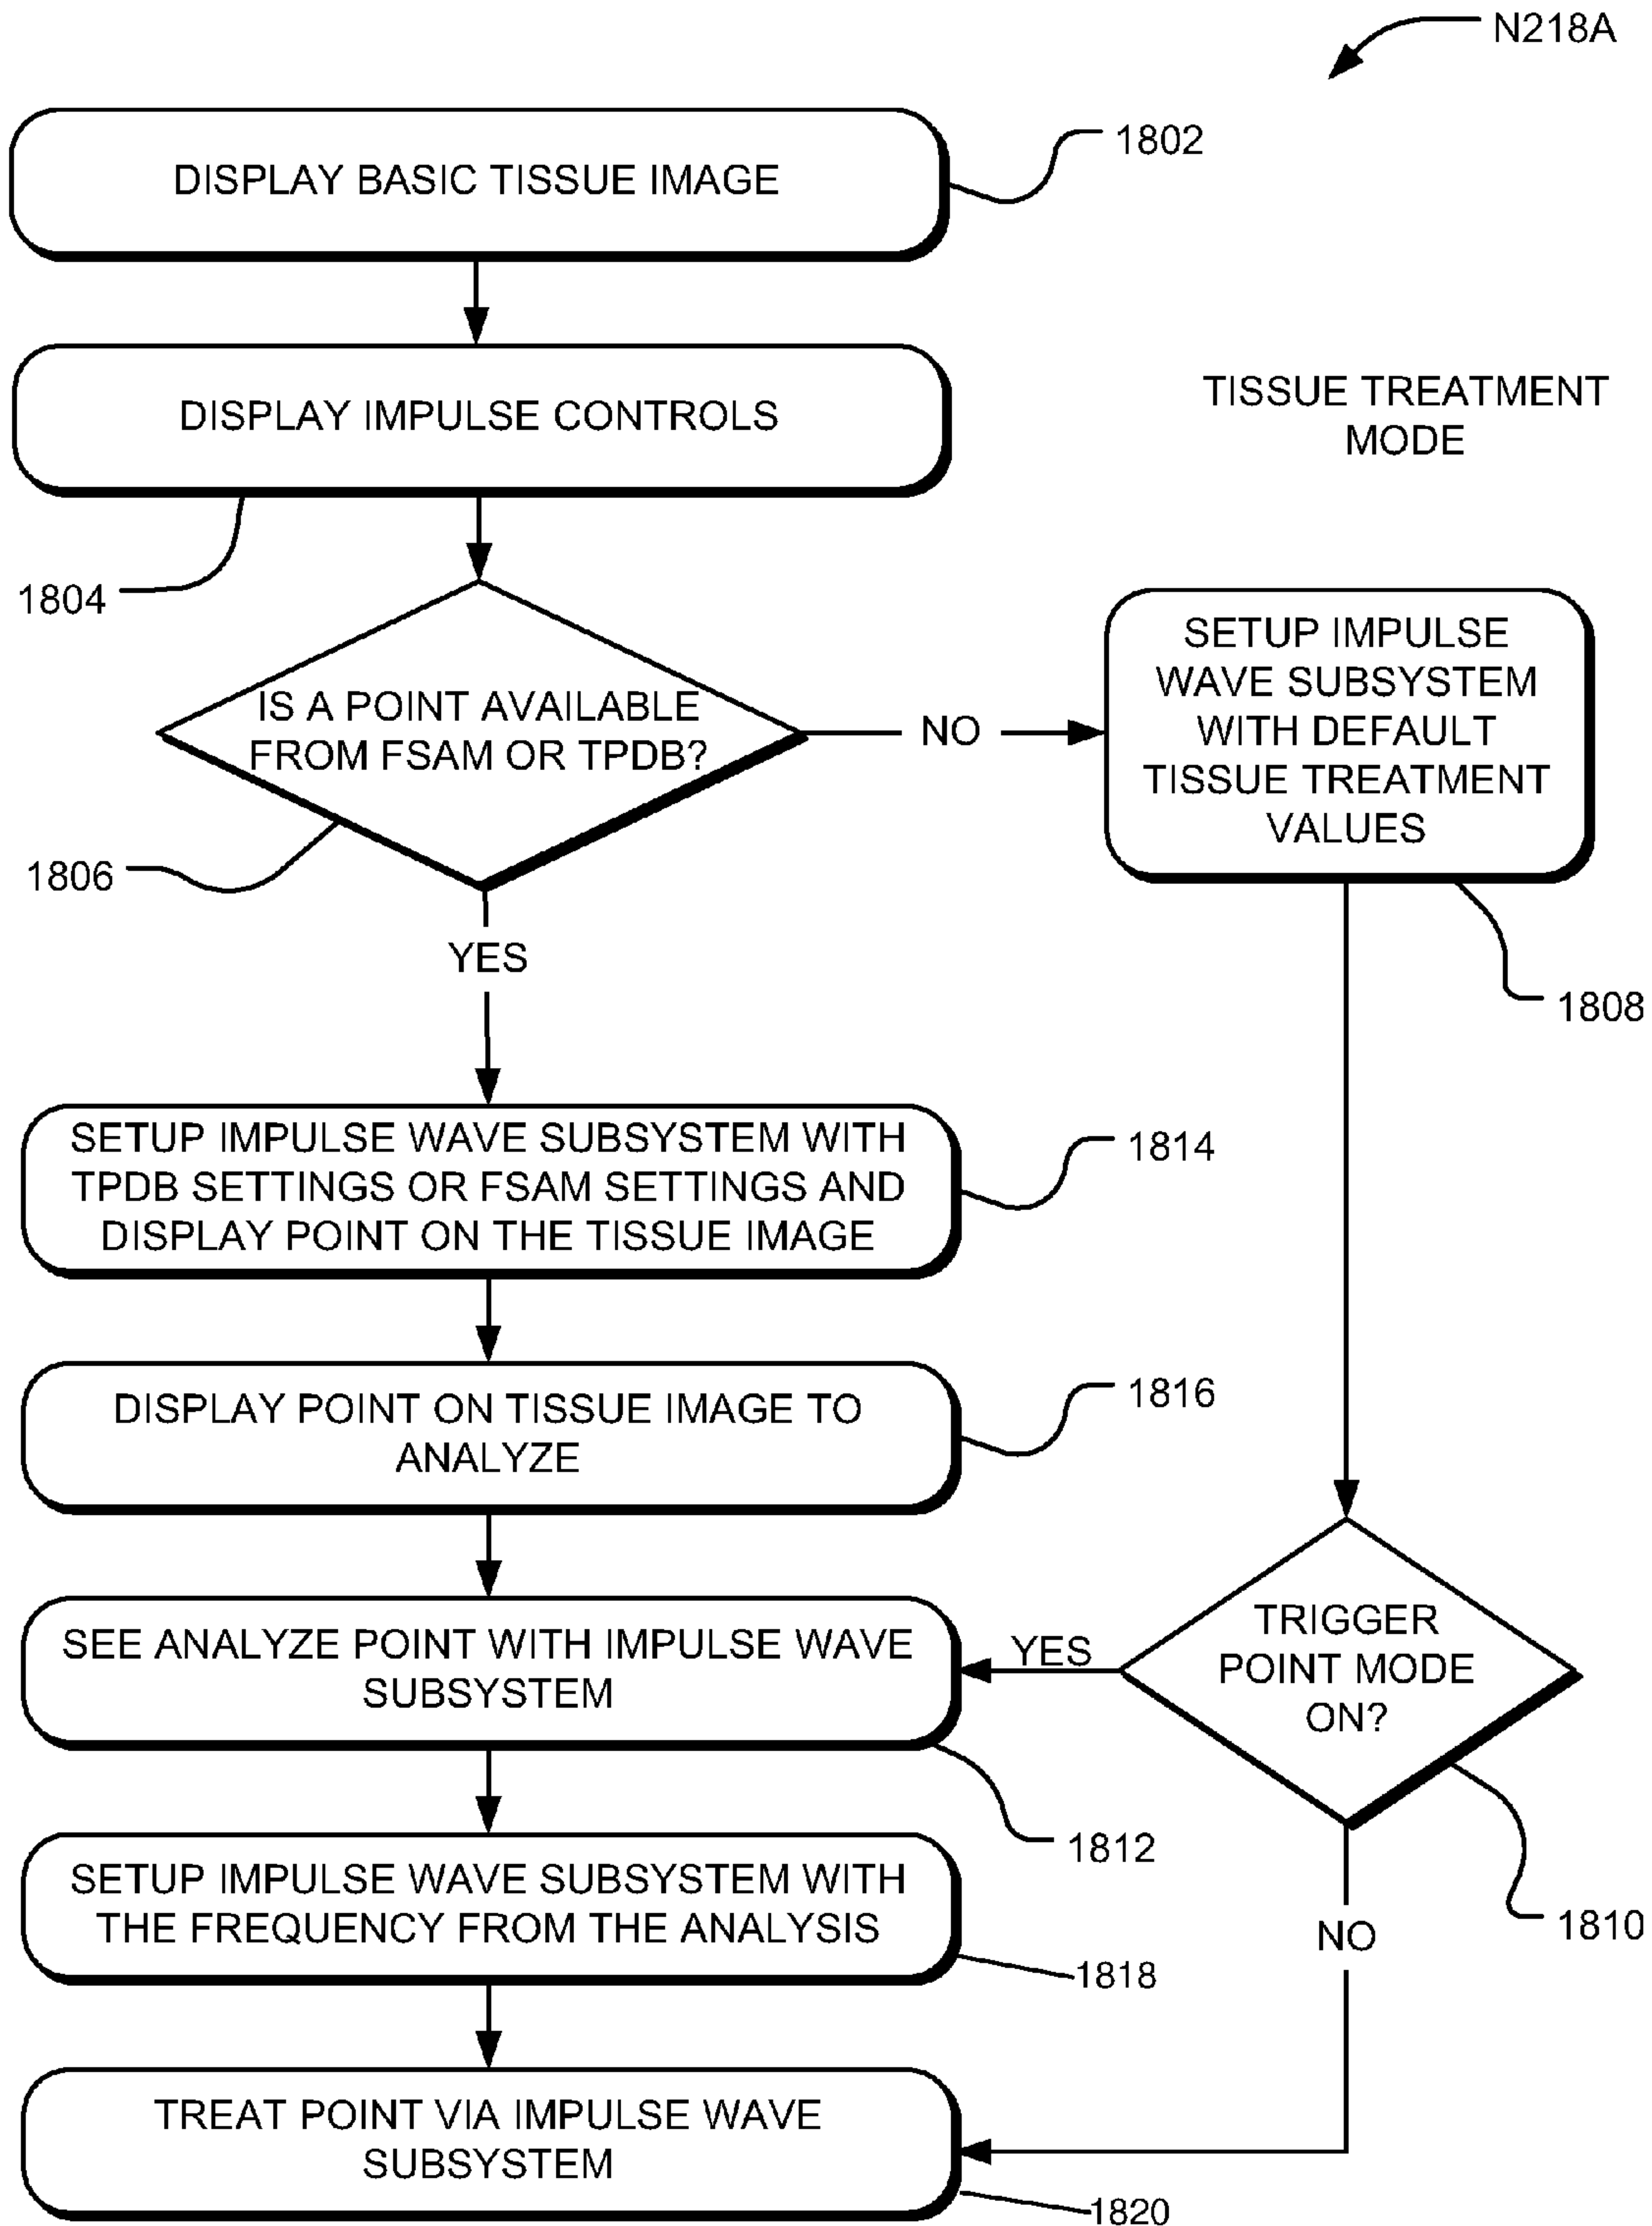 N218A
DISPLAY BASIC TISSUE IMAGE
1802
DISPLAY IMPULSE CONTROLS
1804
TISSUE TREATMENT
MODE
IS A POINT AVAILABLE
FROM FSAM OR TPDB?
1806
NO
SETUP IMPULSE
WAVE SUBSYSTEM
WITH DEFAULT
TISSUE TREATMENT
VALUES
1808
YES
SETUP IMPULSE WAVE SUBSYSTEM WITH
TPDB SETTINGS OR FSAM SETTINGS AND
DISPLAY POINT ON THE TISSUE IMAGE
1814
DISPLAY POINT ON TISSUE IMAGE TO
ANALYZE
1816
SEE ANALYZE POINT WITH IMPULSE WAVE
SUBSYSTEM
1812
YES
TRIGGER
POINT MODE
ON?
1810
NO
SETUP IMPULSE WAVE SUBSYSTEM WITH
THE FREQUENCY FROM THE ANALYSIS
1818
TREAT POINT VIA IMPULSE WAVE
SUBSYSTEM
1820